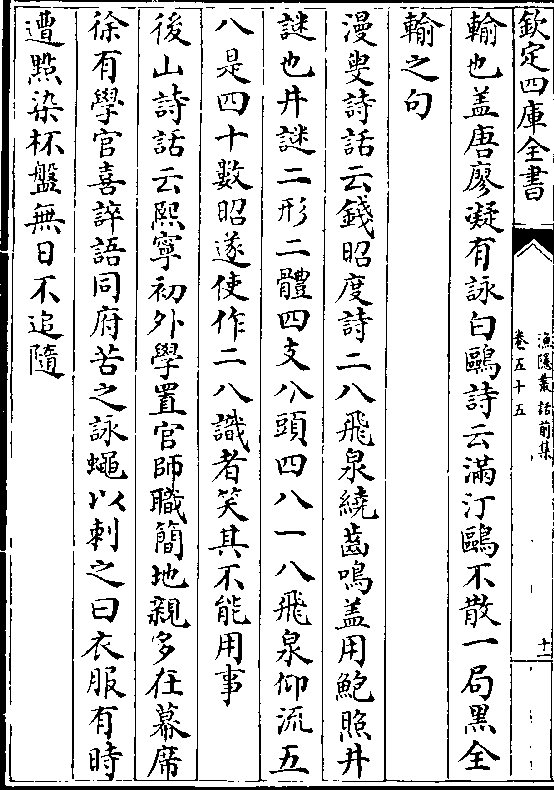 欽定四庫全書
漁隱叢話前集
卷五十五
十一
輸也盖唐廖凝有詠白鷗詩云滿汀鷗不散一局黑全
輸之句
漫叟詩話云錢昭度詩二八飛泉繞齒鳴盖用鮑照井
謎也井謎二形二體四支八頭四八一八飛泉仰流五
八是四十數昭遂使作二八識者笑其不能用事
後山詩話云熙寧初外學置官師職簡地親多在幕席
徐有學官喜誶語同府苦之詠蠅以刺之曰衣服有時
遭㸃染杯盤無日不追隨